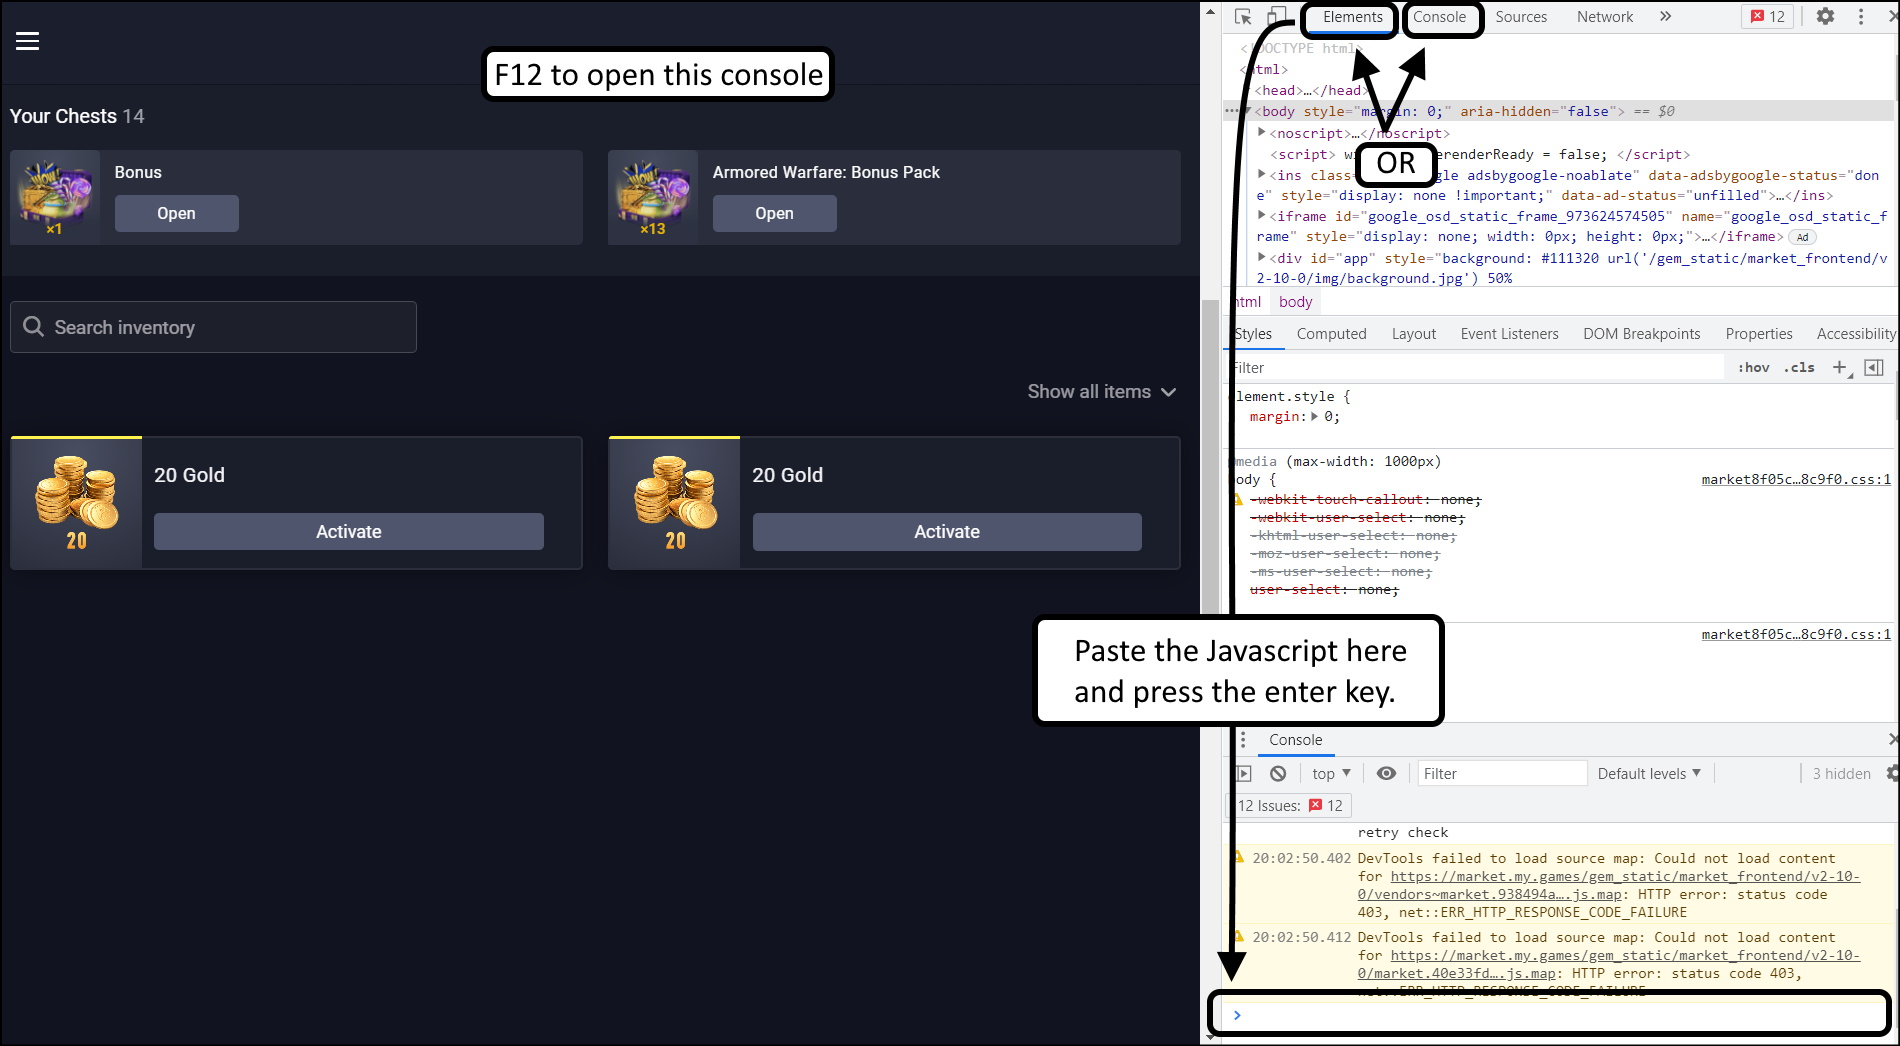 F12 to open this console
Your Chests 14
Bonus
Open
×1
Armored Warfare: Bonus Pack
Open
×13
Search inventory
Show all items
20 Gold
Activate
20
20 Gold
Activate
20
Elements
Console
Sources
Network
»
12
OR
DOCTYPE html>
<html>
<head>…</head>
<body style="margin: 0;" aria-hidden="false"> == $0
<noscript>…</noscript>
<script> erenderReady = false; </script>
<ins class gle adsbygoogle-noablate" data-adsbygoogle-status="don
e" style="display: none !important;" data-ad-status="unfilled">…</ins>
<iframe id="google_osd_static_frame_973624574505" name="google_osd_static_f
rame" style="display: none; width: 0px; height: 0px;">…</iframe> Ad
<div id="app" style="background: #111320 url('/gem_static/market_frontend/v
2-10-0/img/background.jpg') 50%
html body
Styles Computed Layout Event Listeners DOM Breakpoints Properties Accessibility
Filter :hov .cls +
element.style {
margin: 0;
@media (max-width: 1000px)
body { market8f05c…8c9f0.css:1
-webkit-touch-callout: none;
-webkit-user-select: none;
-khtml-user-select: none;
-moz-user-select: none;
-ms-user-select: none;
user-select: none;
market8f05c…8c9f0.css:1
Paste the Javascript here
and press the enter key.
Console
top Filter Default levels 3 hidden
12 Issues: 12
retry check
20:02:50.402 DevTools failed to load source map: Could not load content
for https://market.my.games/gem_static/market_frontend/v2-10-
0/vendors~market.938494a….js.map: HTTP error: status code
403, net::ERR_HTTP_RESPONSE_CODE_FAILURE
20:02:50.412 DevTools failed to load source map: Could not load content
for https://market.my.games/gem_static/market_frontend/v2-10-
0/market.40e33fd….js.map: HTTP error: status code 403,
net::ERR_HTTP_RESPONSE_CODE_FAILURE
>